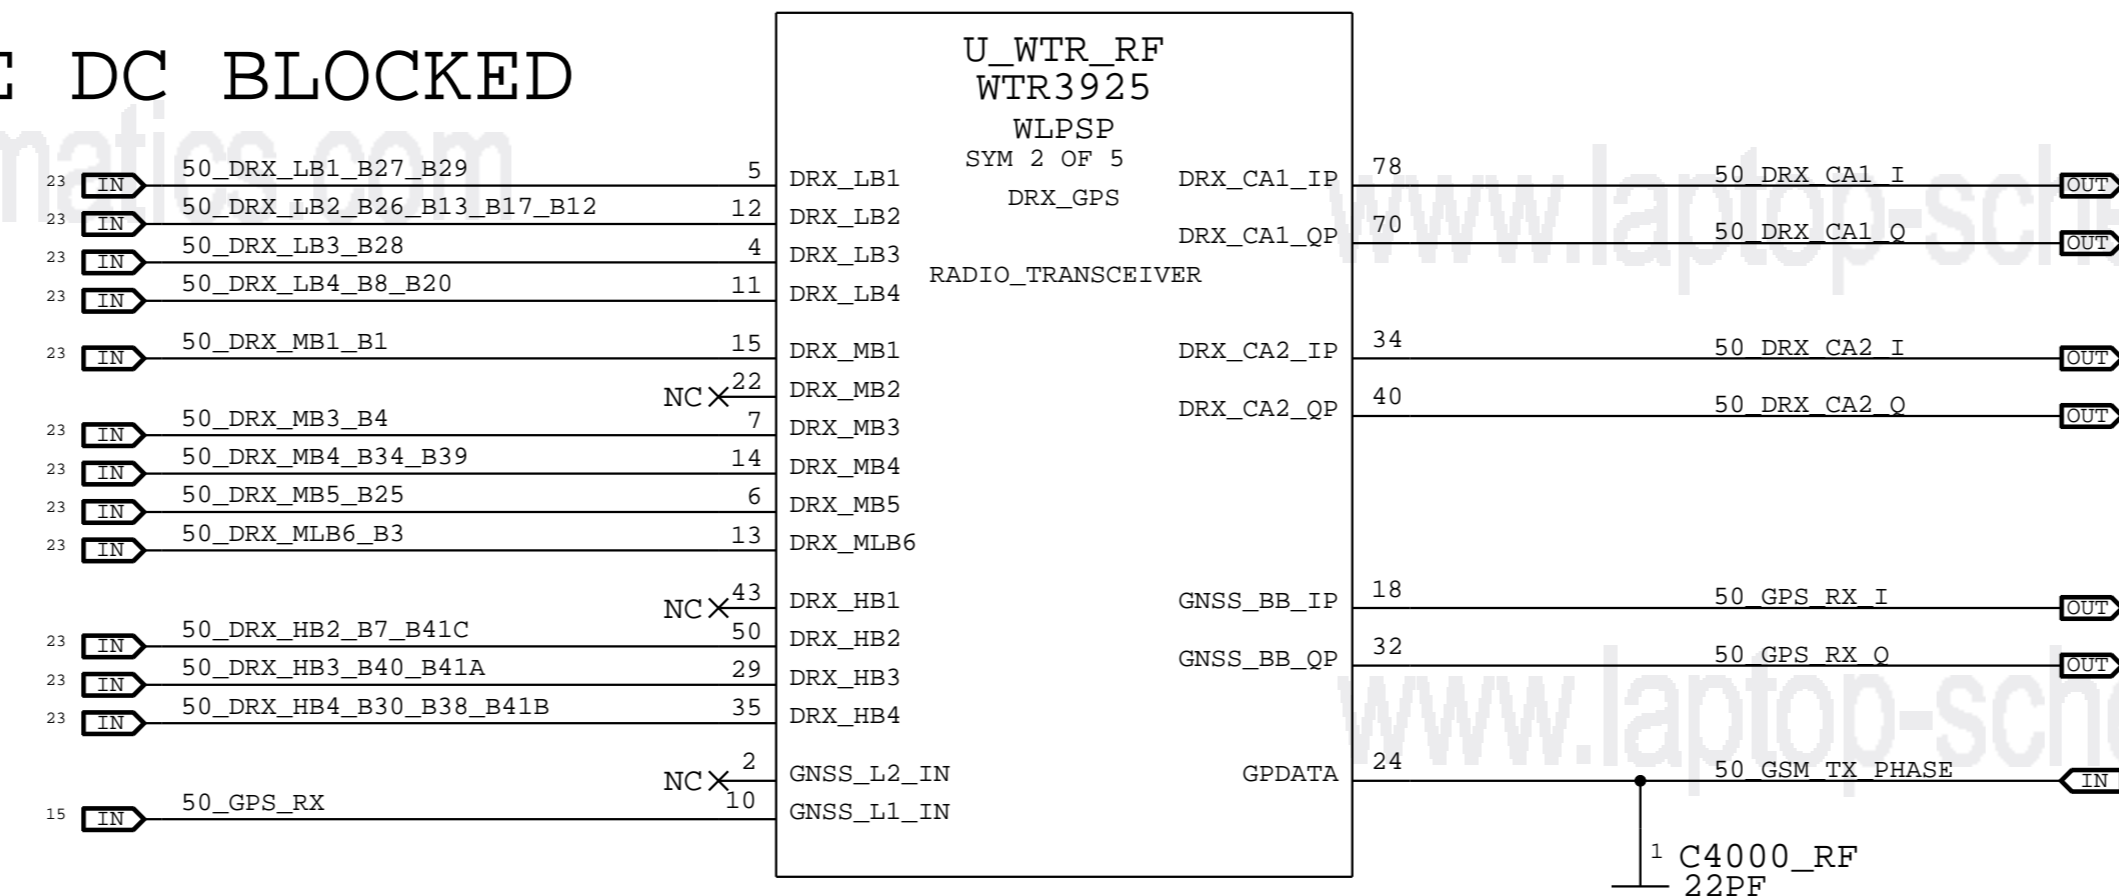 E DC BLOCKED
matics.com
U_WTR_RF
WTR3925
WLPSP
SYM 2 OF 5
DRX_GPS
RADIO_TRANSCEIVER
23 IN 50_DRX_LB1_B27_B29 5 DRX_LB1
23 IN 50_DRX_LB2_B26_B13_B17_B12 12 DRX_LB2
23 IN 50_DRX_LB3_B28 4 DRX_LB3
23 IN 50_DRX_LB4_B8_B20 11 DRX_LB4
23 IN 50_DRX_MB1_B1 15 DRX_MB1
NC 22 DRX_MB2
23 IN 50_DRX_MB3_B4 7 DRX_MB3
23 IN 50_DRX_MB4_B34_B39 14 DRX_MB4
23 IN 50_DRX_MB5_B25 6 DRX_MB5
23 IN 50_DRX_MLB6_B3 13 DRX_MLB6
NC 43 DRX_HB1
23 IN 50_DRX_HB2_B7_B41C 50 DRX_HB2
23 IN 50_DRX_HB3_B40_B41A 29 DRX_HB3
23 IN 50_DRX_HB4_B30_B38_B41B 35 DRX_HB4
NC 2 GNSS_L2_IN
15 IN 50_GPS_RX 10 GNSS_L1_IN
DRX_CA1_IP 78 50_DRX_CA1_I OUT
DRX_CA1_QP 70 50_DRX_CA1_Q OUT
www.laptop-sch
DRX_CA2_IP 34 50_DRX_CA2_I OUT
DRX_CA2_QP 40 50_DRX_CA2_Q OUT
GNSS_BB_IP 18 50_GPS_RX_I OUT
GNSS_BB_QP 32 50_GPS_RX_Q OUT
www.laptop-sch
GPDATA 24 50_GSM_TX_PHASE IN
1 C4000_RF
22PF